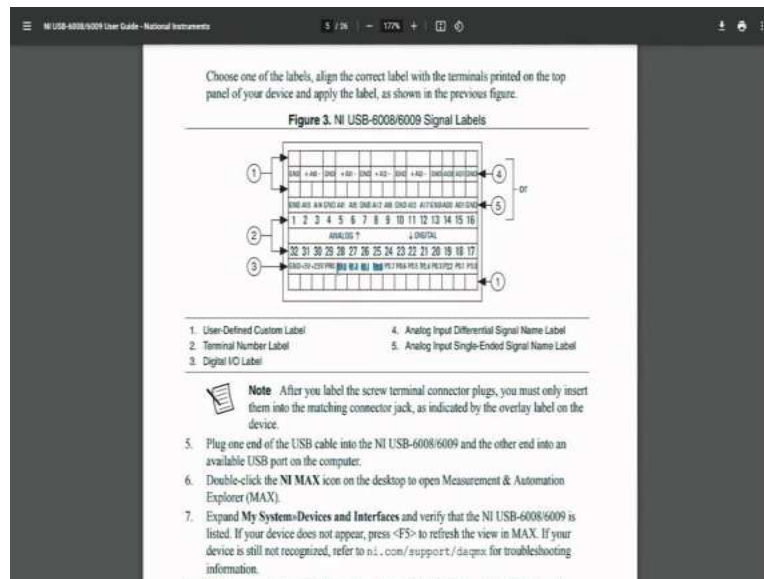 NI USB-6008/6009 User Guide - National Instruments
5 / 26 | − 177% +
Choose one of the labels, align the correct label with the terminals printed on the top
panel of your device and apply the label, as shown in the previous figure.
Figure 3. NI USB-6008/6009 Signal Labels
1
4
or
5
1 2 3 4 5 6 7 8 9 10 11 12 13 14 15 16
2
ANALOG ↑ ↓ DIGITAL
32 31 30 29 28 27 26 25 24 23 22 21 20 19 18 17
3
1
1. User-Defined Custom Label
2. Terminal Number Label
3. Digital I/O Label
4. Analog Input Differential Signal Name Label
5. Analog Input Single-Ended Signal Name Label
Note After you label the screw terminal connector plugs, you must only insert
them into the matching connector jack, as indicated by the overlay label on the
device.
5. Plug one end of the USB cable into the NI USB-6008/6009 and the other end into an
available USB port on the computer.
6. Double-click the NI MAX icon on the desktop to open Measurement & Automation
Explorer (MAX).
7. Expand My System»Devices and Interfaces and verify that the NI USB-6008/6009 is
listed. If your device does not appear, press <F5> to refresh the view in MAX. If your
device is still not recognized, refer to ni.com/support/daqmx for troubleshooting
information.